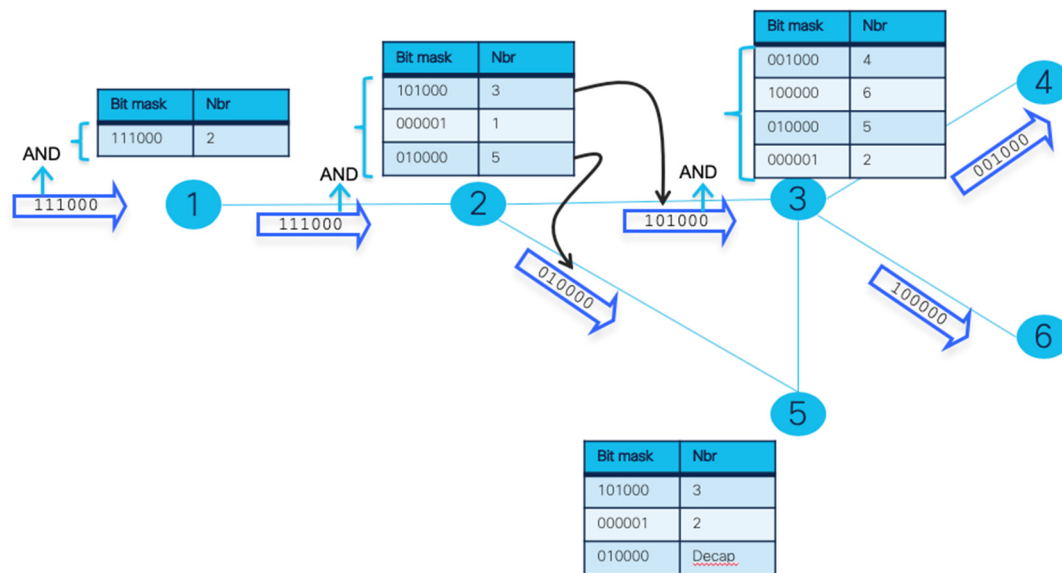 Bit mask Nbr
111000 2
AND
111000
1
Bit mask Nbr
101000 3
000001 1
010000 5
AND
111000
2
010000
Bit mask Nbr
001000 4
100000 6
010000 5
000001 2
AND
101000
3
001000
4
100000
6
5
Bit mask Nbr
101000 3
000001 2
010000 Decap